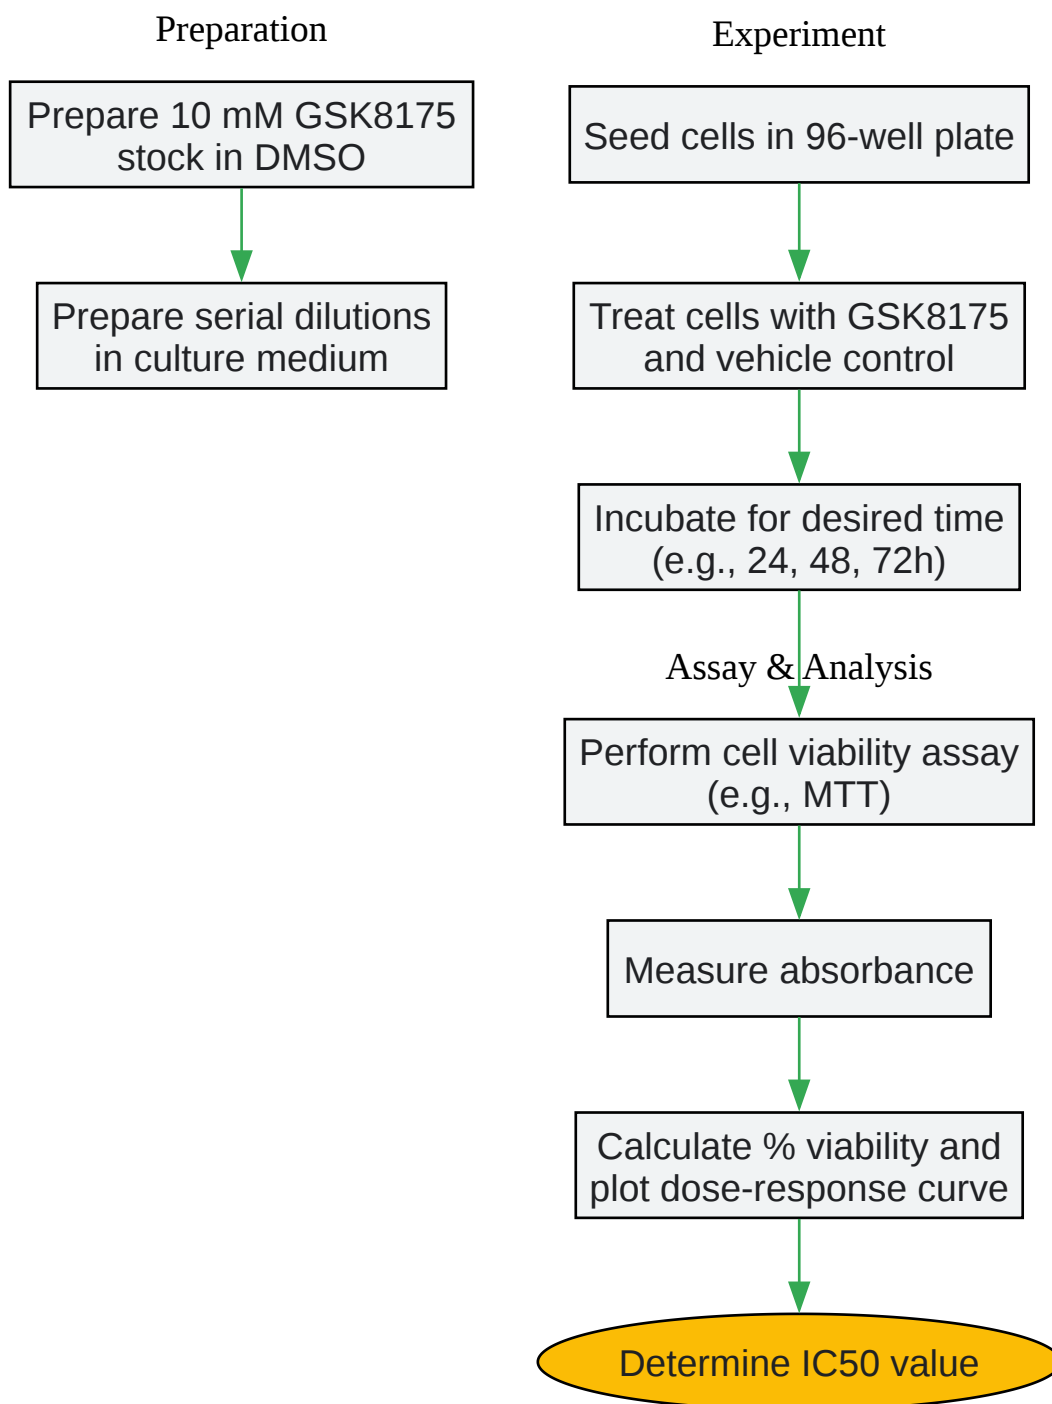 Preparation
Prepare 10 mM GSK8175
stock in DMSO
Prepare serial dilutions
in culture medium
Experiment
Seed cells in 96-well plate
Treat cells with GSK8175
and vehicle control
Incubate for desired time
(e.g., 24, 48, 72h)
Assay & Analysis
Perform cell viability assay
(e.g., MTT)
Measure absorbance
Calculate % viability and
plot dose-response curve
Determine IC50 value